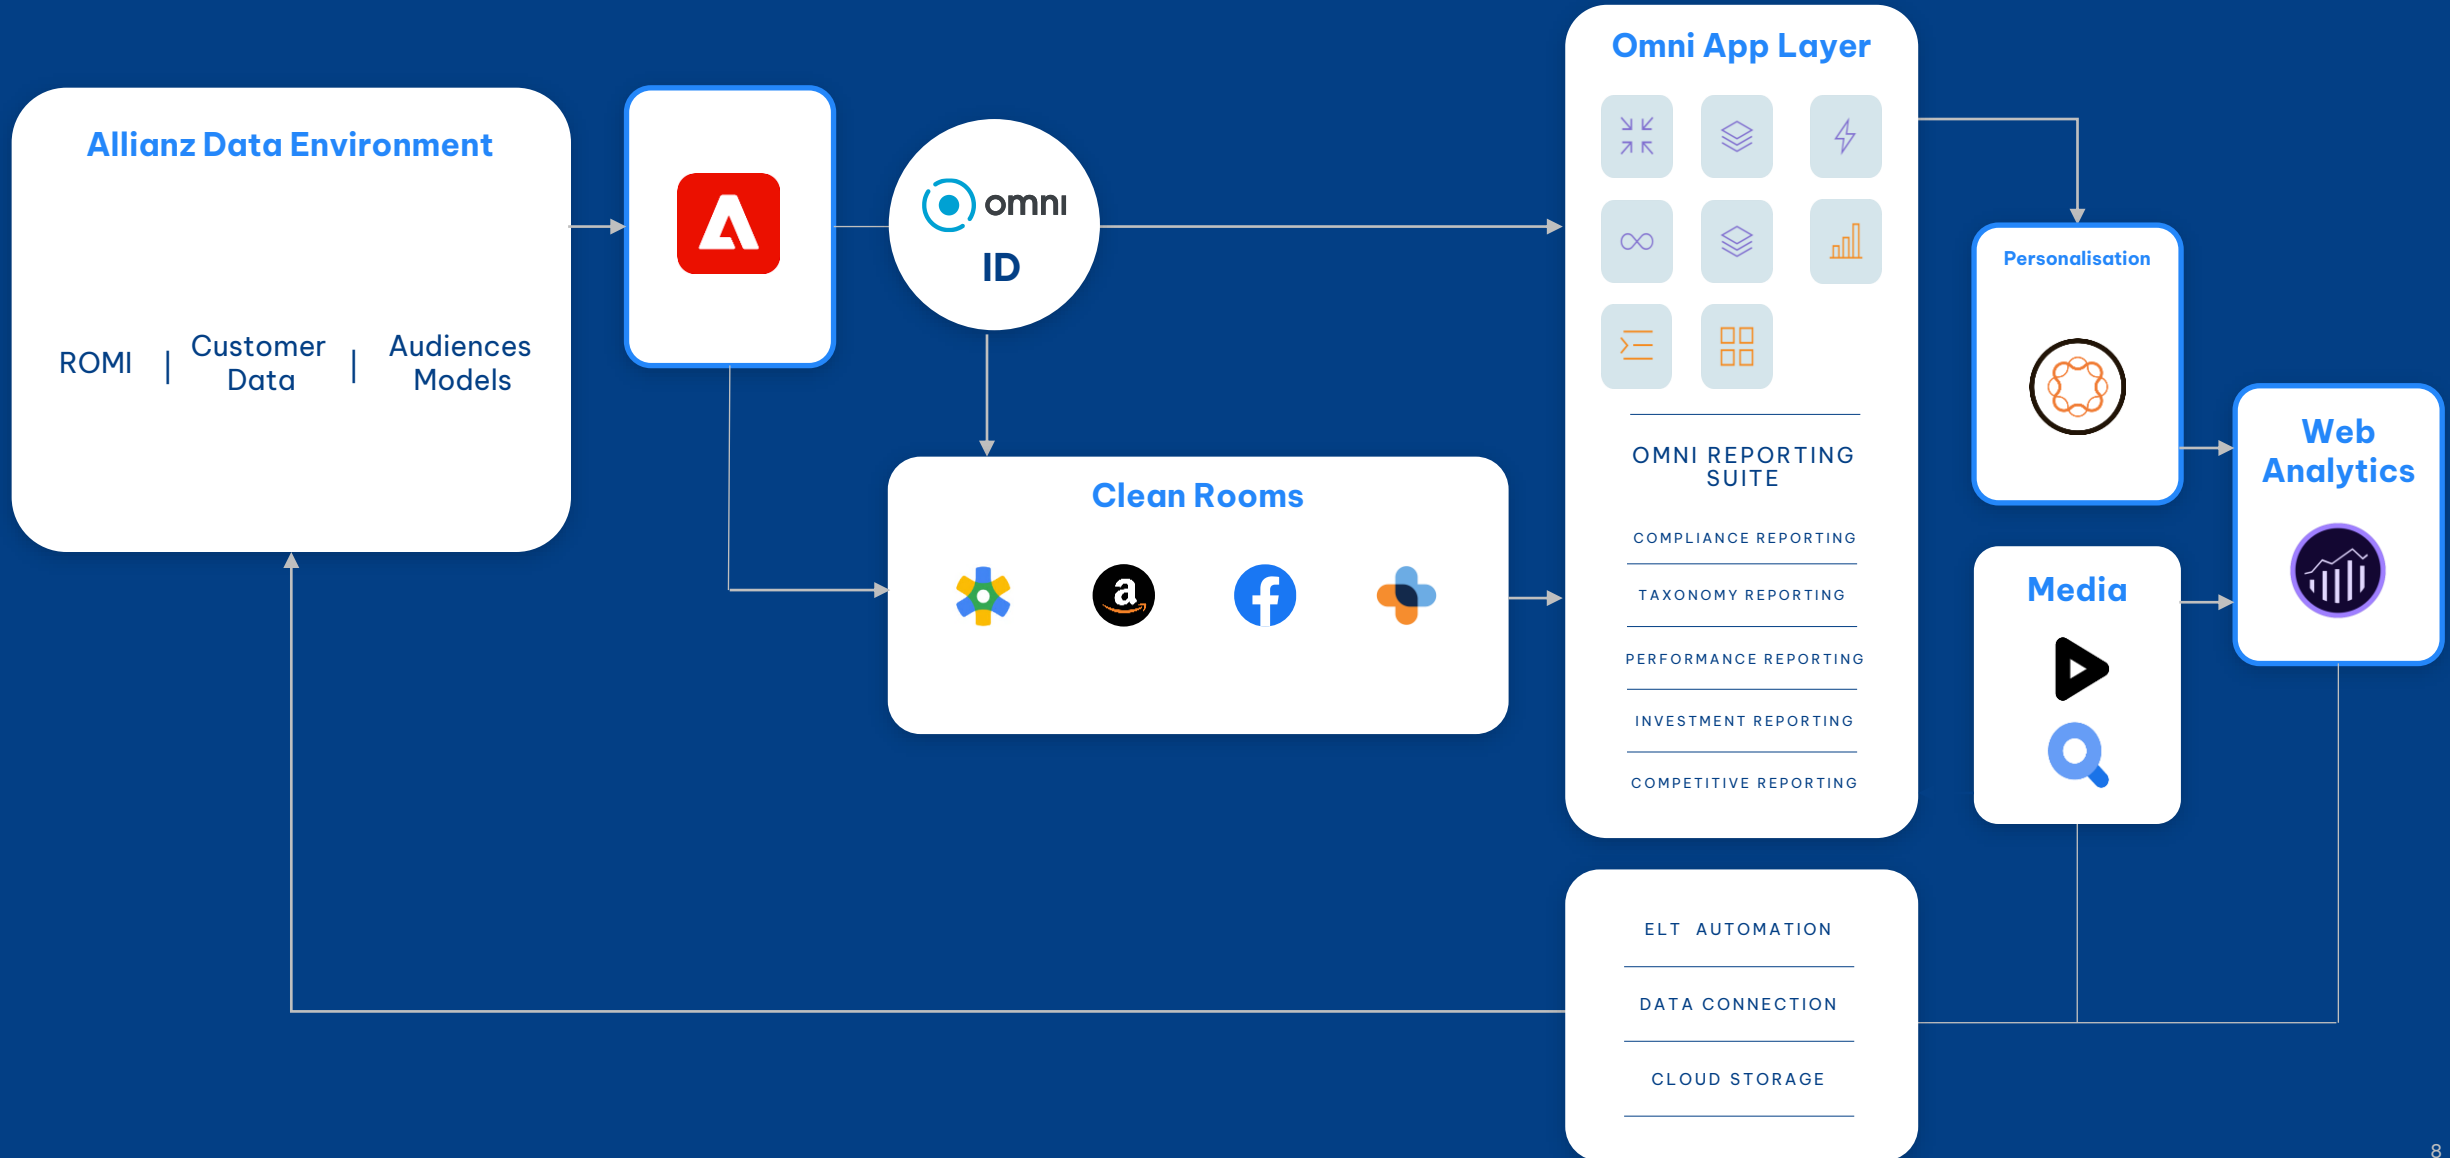 Allianz Data Environment
ROMI | Customer Data | Audiences Models
omni
ID
Clean Rooms
a
Omni App Layer
OMNI REPORTING
SUITE
COMPLIANCE REPORTING
TAXONOMY REPORTING
PERFORMANCE REPORTING
INVESTMENT REPORTING
COMPETITIVE REPORTING
ELT AUTOMATION
DATA CONNECTION
CLOUD STORAGE
Personalisation
Media
Web
Analytics
8